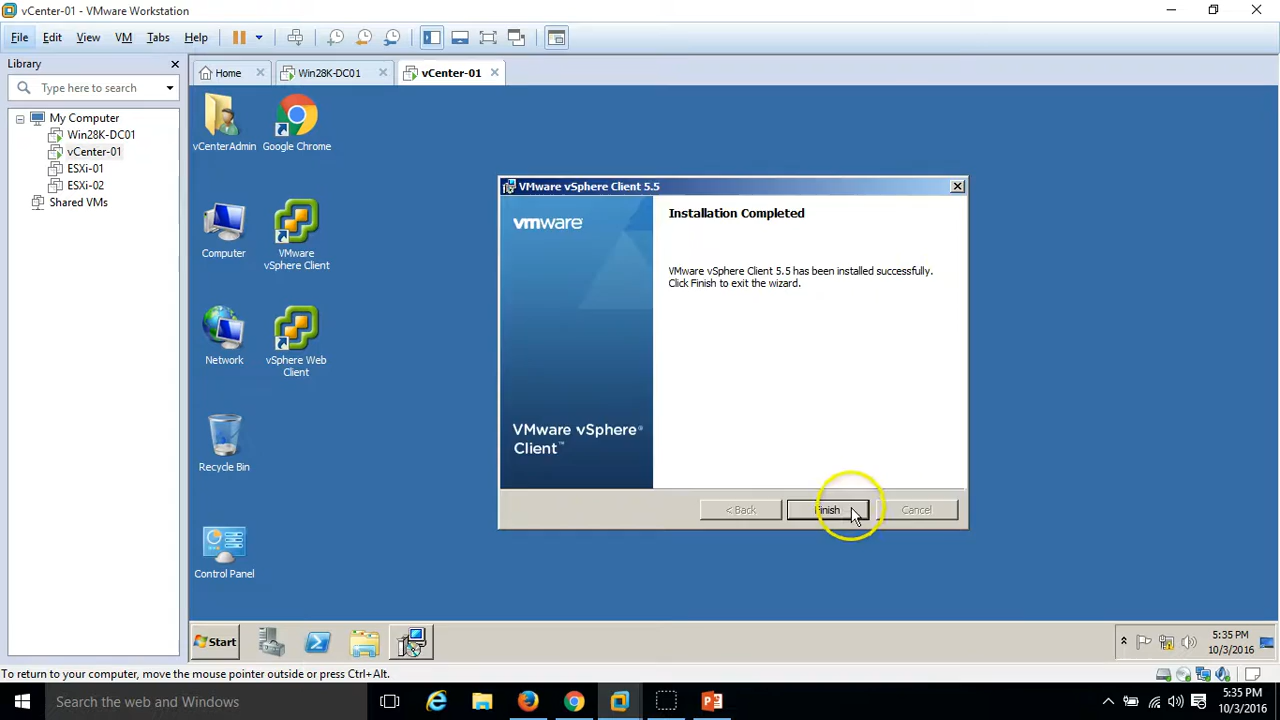 vCenter-01 - VMware Workstation
File Edit View VM Tabs Help
Library
Type here to search
My Computer
Win28K-DC01
vCenter-01
ESXi-01
ESXi-02
Shared VMs
Home
Win28K-DC01
vCenter-01
vCenterAdmin
Google Chrome
Computer
VMware
vSphere Client
Network
vSphere Web
Client
Recycle Bin
Control Panel
VMware vSphere Client 5.5
vmware
Installation Completed
VMware vSphere Client 5.5 has been installed successfully.
Click Finish to exit the wizard.
VMware vSphere®
Client™
< Back
Finish
Cancel
Start
5:35 PM
10/3/2016
To return to your computer, move the mouse pointer outside or press Ctrl+Alt.
Search the web and Windows
5:35 PM
10/3/2016